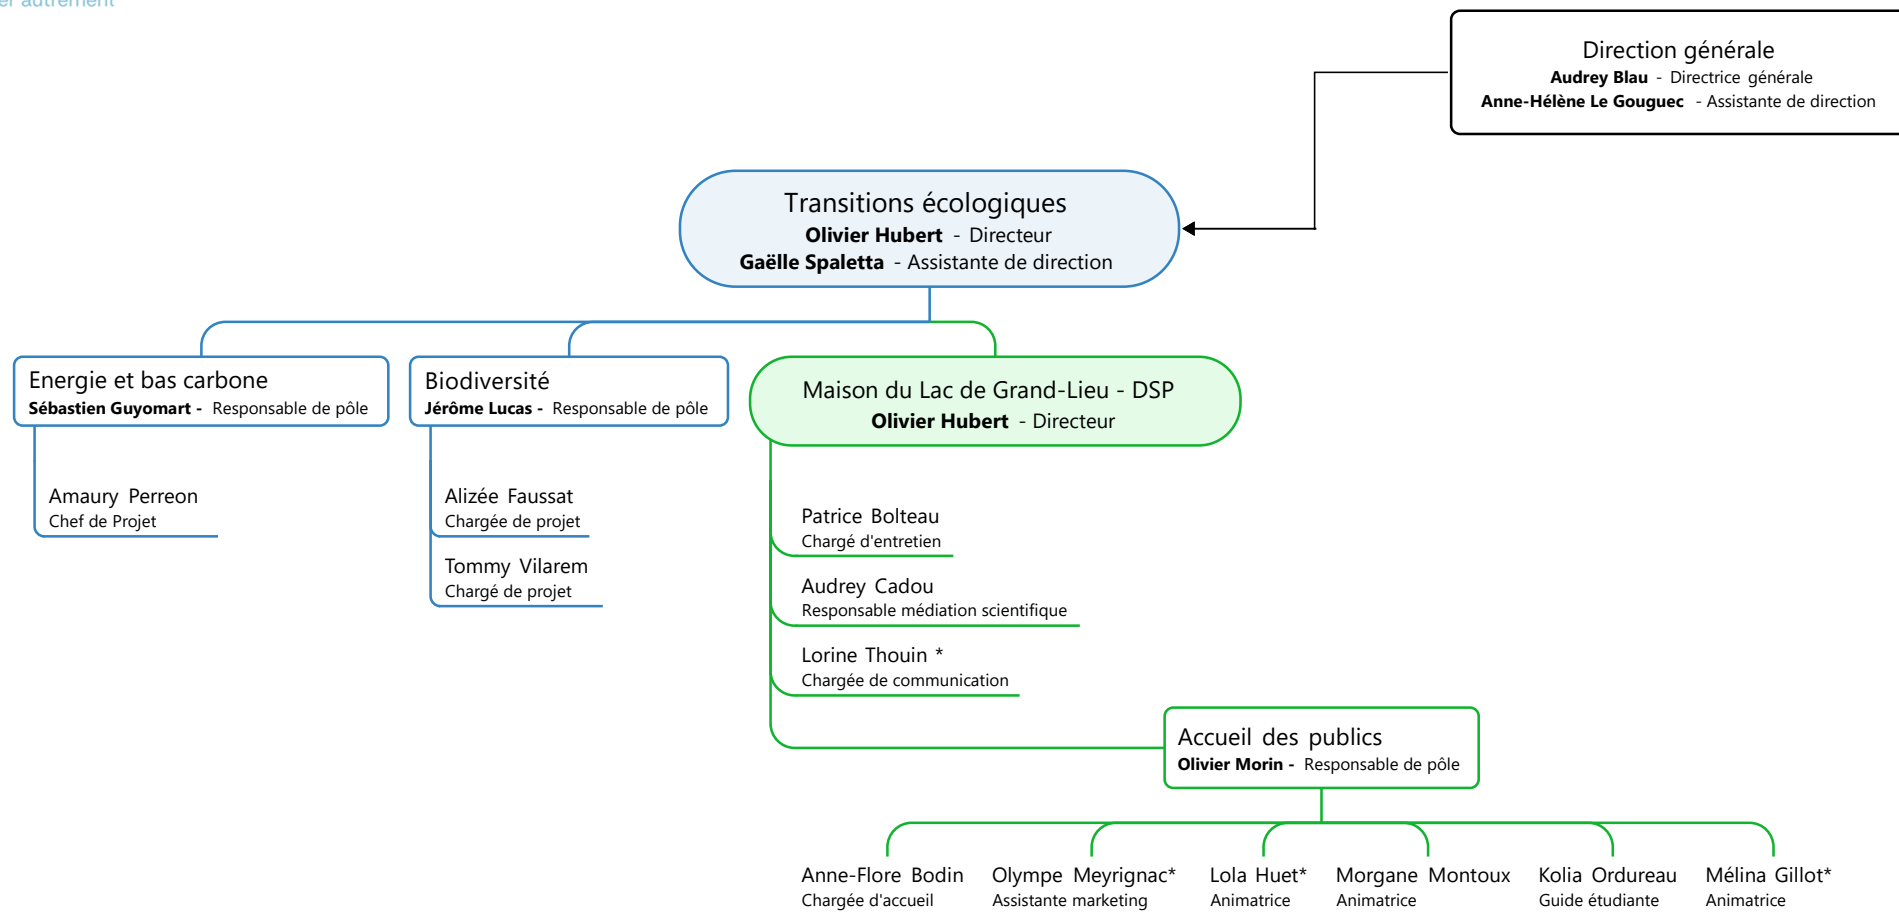 er autrement
Direction générale
Audrey Blau - Directrice générale
Anne-Hélène Le Gouguec - Assistante de direction
Transitions écologiques
Olivier Hubert - Directeur
Gaëlle Spaletta - Assistante de direction
Energie et bas carbone
Sébastien Guyomart - Responsable de pôle
Biodiversité
Jérôme Lucas - Responsable de pôle
Maison du Lac de Grand-Lieu - DSP
Olivier Hubert - Directeur
Amaury Perreon
Chef de Projet
Alizée Faussat
Chargée de projet
Tommy Vilarem
Chargé de projet
Patrice Bolteau
Chargé d'entretien
Audrey Cadou
Responsable médiation scientifique
Lorine Thouin *
Chargée de communication
Accueil des publics
Olivier Morin - Responsable de pôle
Anne-Flore Bodin
Chargée d'accueil
Olympe Meyrignac*
Assistante marketing
Lola Huet*
Animatrice
Morgane Montoux
Animatrice
Kolia Ordureau
Guide étudiante
Mélina Gillot*
Animatrice